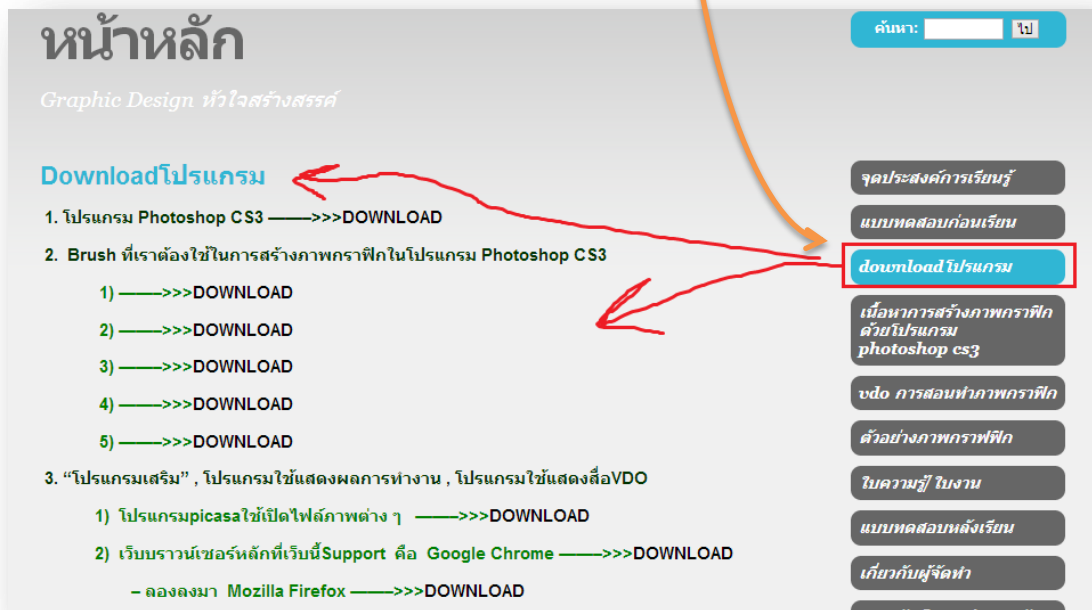 หน้าหลัก
Graphic Design หัวใจสร้างสรรค์
ค้นหา: ไป
Downloadโปรแกรม
1. โปรแกรม Photoshop CS3 ———>>>DOWNLOAD
2. Brush ที่เราต้องใช้ในการสร้างภาพกราฟิกในโปรแกรม Photoshop CS3
1) ———>>>DOWNLOAD
2) ———>>>DOWNLOAD
3) ———>>>DOWNLOAD
4) ———>>>DOWNLOAD
5) ———>>>DOWNLOAD
3. “โปรแกรมเสริม” , โปรแกรมใช้แสดงผลการทำงาน , โปรแกรมใช้แสดงสื่อVDO
1) โปรแกรมpicasaใช้เปิดไฟล์ภาพต่าง ๆ ———>>>DOWNLOAD
2) เว็บบราวน์เซอร์หลักที่เว็บนี้Support คือ Google Chrome ———>>>DOWNLOAD
– ลองลงมา Mozilla Firefox ———>>>DOWNLOAD
จุดประสงค์การเรียนรู้
แบบทดสอบก่อนเรียน
downloadโปรแกรม
เนื้อหาการสร้างภาพกราฟิก
ด้วยโปรแกรม
photoshop cs3
vdo การสอนทำภาพกราฟิก
ตัวอย่างภาพกราฟฟิก
ใบความรู้/ ใบงาน
แบบทดสอบหลังเรียน
เกี่ยวกับผู้จัดทำ